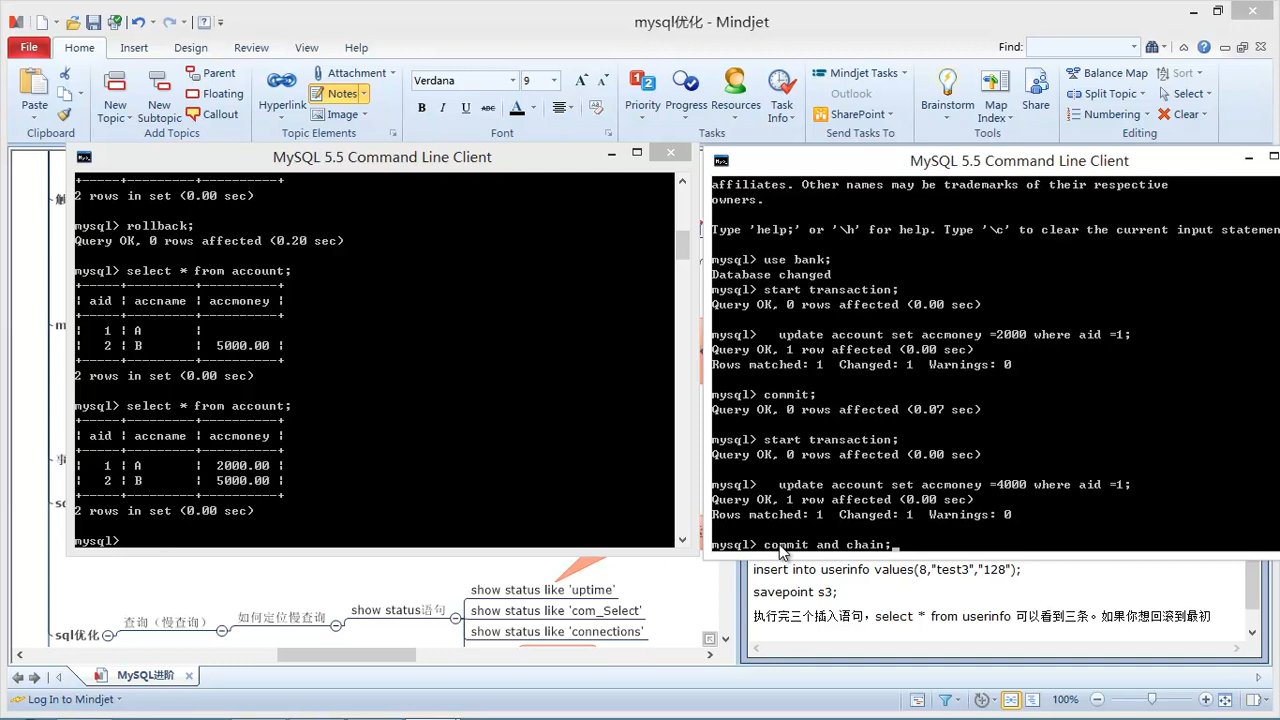 mysql优化 - Mindjet
File Home Insert Design Review View Help Find:
Paste
Clipboard
New Topic
New Subtopic
Parent
Floating
Callout
Add Topics
Hyperlink
Attachment
Notes
Image
Topic Elements
Verdana 9
B I U abc A
Font
Priority Progress Resources Task Info
Tasks
Mindjet Tasks
Outlook
SharePoint
Send Tasks To
Brainstorm Map Index Share
Tools
Balance Map Sort
Split Topic Select
Numbering Clear
Editing
MySQL 5.5 Command Line Client
+-----+---------+----------+
2 rows in set (0.00 sec)
mysql> rollback;
Query OK, 0 rows affected (0.20 sec)
mysql> select * from account;
+-----+---------+----------+
| aid | accname | accmoney |
+-----+---------+----------+
| 1 | A |
| 2 | B | 5000.00 |
+-----+---------+----------+
2 rows in set (0.00 sec)
mysql> select * from account;
+-----+---------+----------+
| aid | accname | accmoney |
+-----+---------+----------+
| 1 | A | 2000.00 |
| 2 | B | 5000.00 |
+-----+---------+----------+
2 rows in set (0.00 sec)
mysql>
MySQL 5.5 Command Line Client
affiliates. Other names may be trademarks of their respective
owners.
Type 'help;' or '\h' for help. Type '\c' to clear the current input statemen
mysql> use bank;
Database changed
mysql> start transaction;
Query OK, 0 rows affected (0.00 sec)
mysql> update account set accmoney =2000 where aid =1;
Query OK, 1 row affected (0.00 sec)
Rows matched: 1 Changed: 1 Warnings: 0
mysql> commit;
Query OK, 0 rows affected (0.07 sec)
mysql> start transaction;
Query OK, 0 rows affected (0.00 sec)
mysql> update account set accmoney =4000 where aid =1;
Query OK, 1 row affected (0.00 sec)
Rows matched: 1 Changed: 1 Warnings: 0
mysql> commit and chain;_
insert into userinfo values(8,"test3","128");
savepoint s3;
执行完三个插入语句，select * from userinfo 可以看到三条。如果你想回滚到最初
sql优化
查询（慢查询）
如何定位慢查询
show status语句
show status like 'uptime'
show status like 'com_Select'
show status like 'connections'
MySQL进阶
Log In to Mindjet
100%